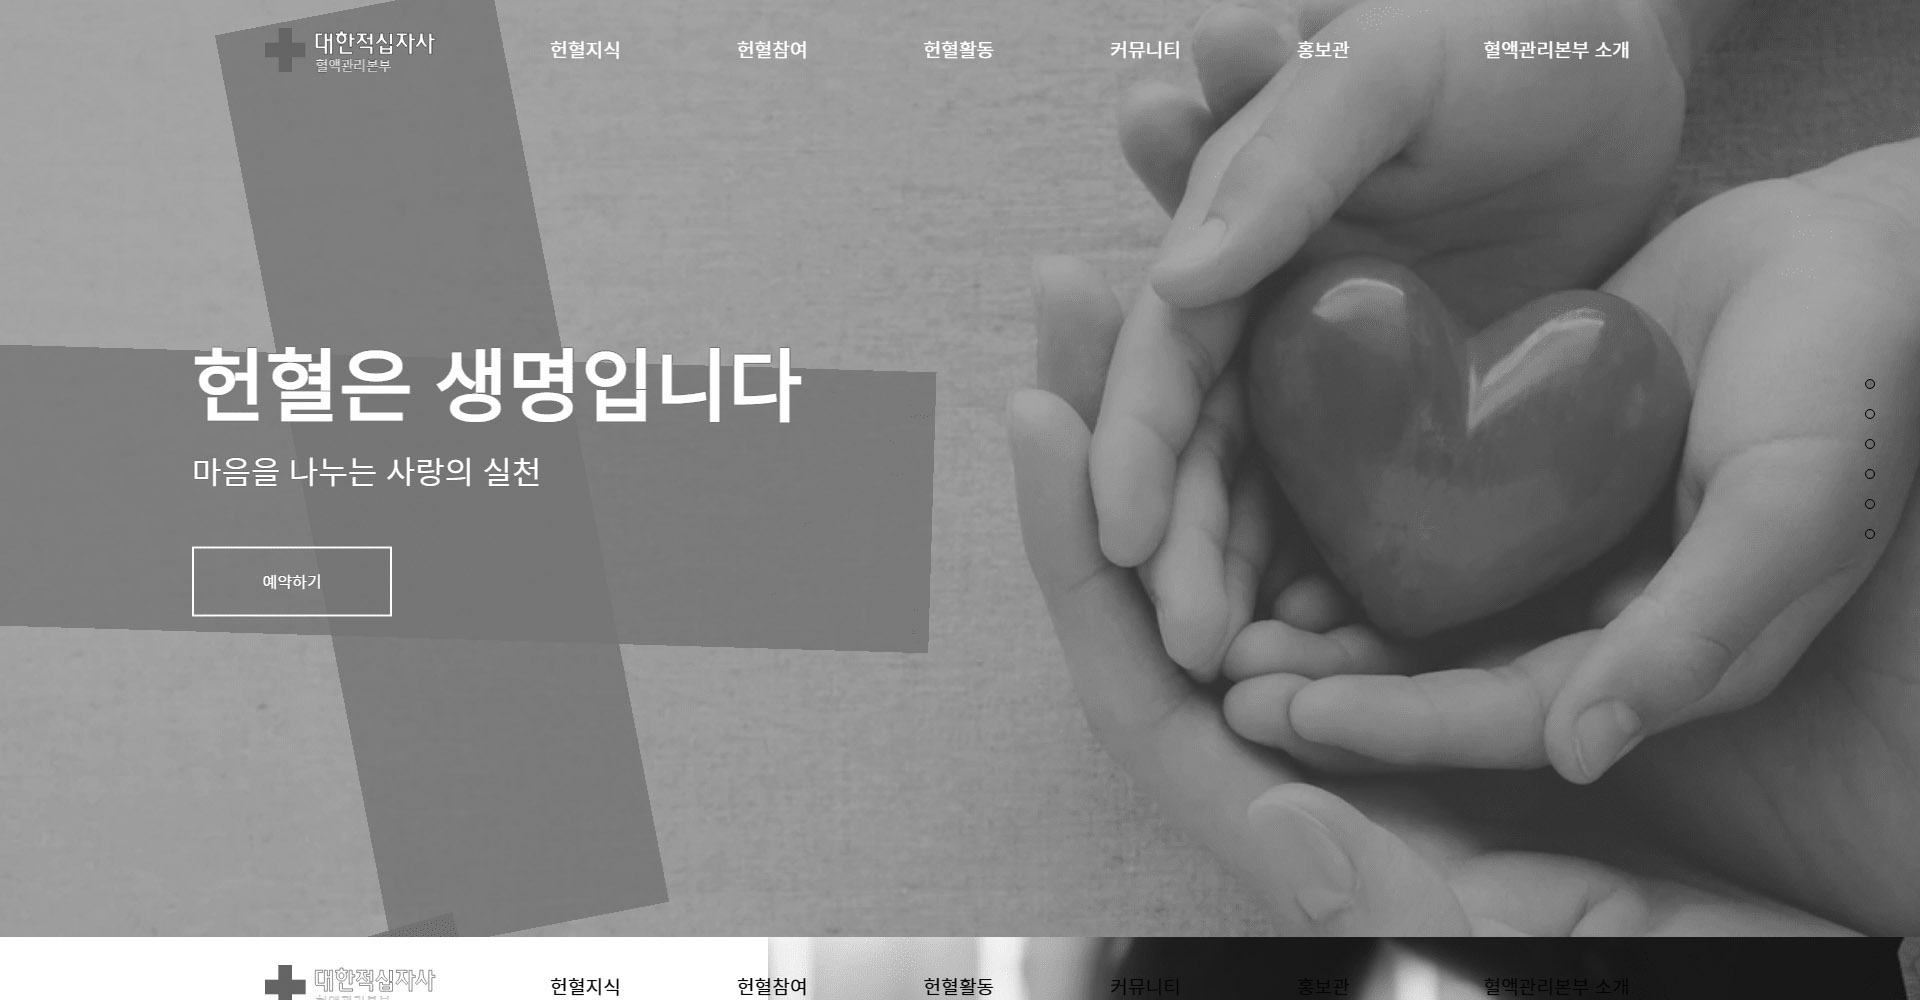 대한적십자사
혈액관리본부
헌혈지식
헌혈참여
헌혈활동
커뮤니티
홍보관
혈액관리본부 소개
헌혈은 생명입니다
마음을 나누는 사랑의 실천
예약하기
대한적십자사
헌혈지식
헌혈참여
헌혈활동
커뮤니티
홍보관
혈액관리본부 소개